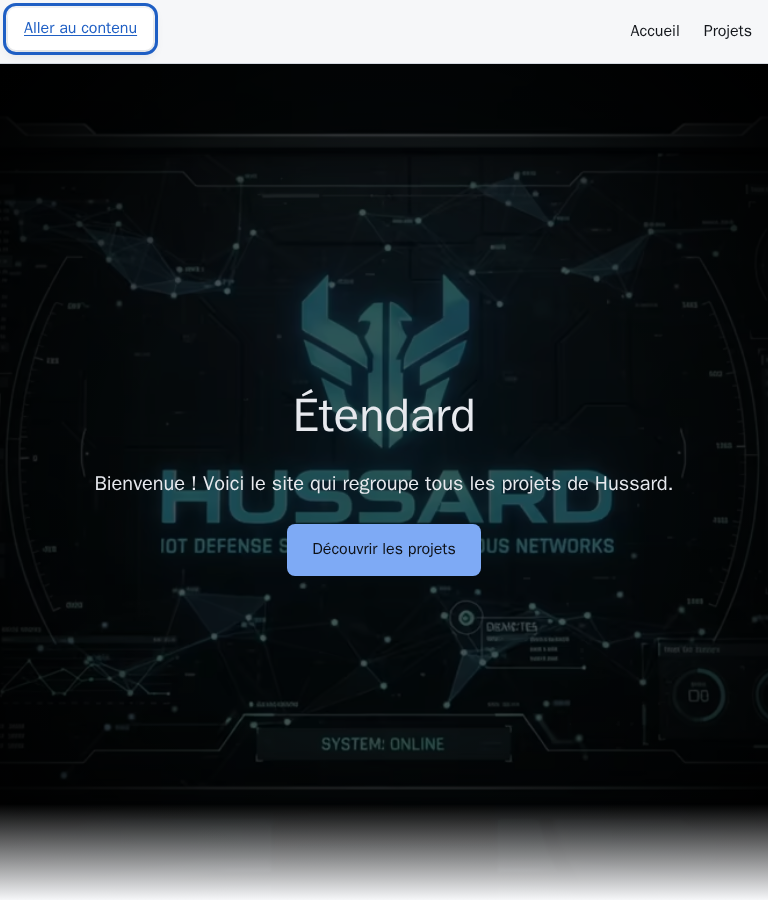 Aller au contenu
Accueil
Projets
Étendard
Bienvenue ! Voici le site qui regroupe tous les projets de Hussard.
HUSSARD
Découvrir les projets
IOT DEFENSE S
OUS NETWORKS
SYSTEM: ONLINE